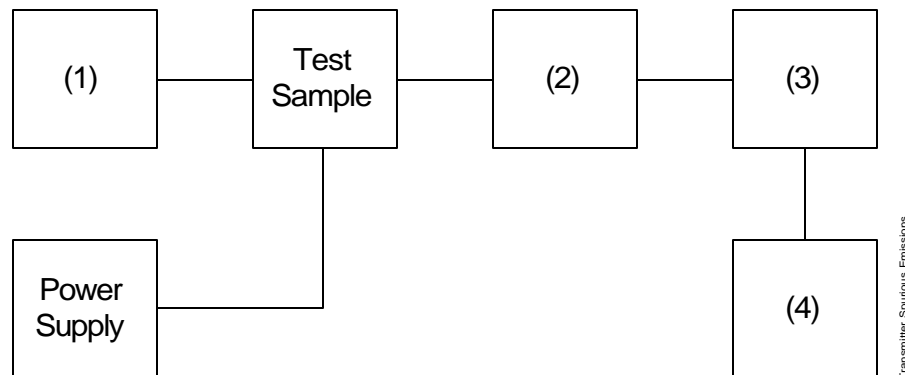 (1)
Test
Sample
(2)
(3)
Power
Supply
(4)
Transmitter Spurious Emissions